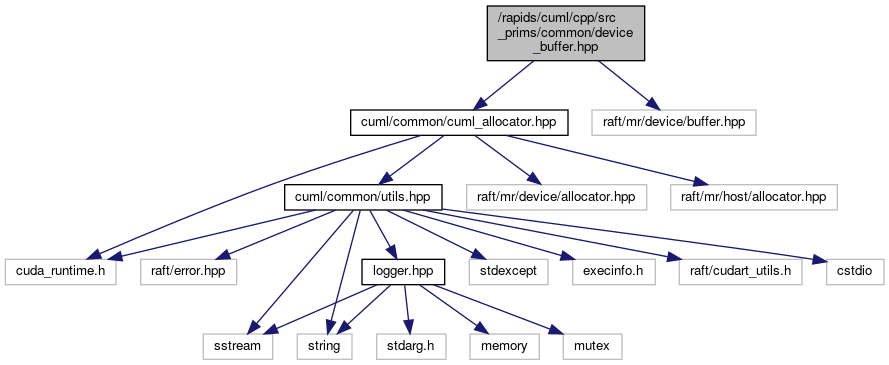 /rapids/cuml/cpp/src
_prims/common/device
_buffer.hpp
cuml/common/cuml_allocator.hpp
raft/mr/device/buffer.hpp
cuml/common/utils.hpp
raft/mr/device/allocator.hpp
raft/mr/host/allocator.hpp
cuda_runtime.h
raft/error.hpp
logger.hpp
stdexcept
execinfo.h
raft/cudart_utils.h
cstdio
sstream
string
stdarg.h
memory
mutex